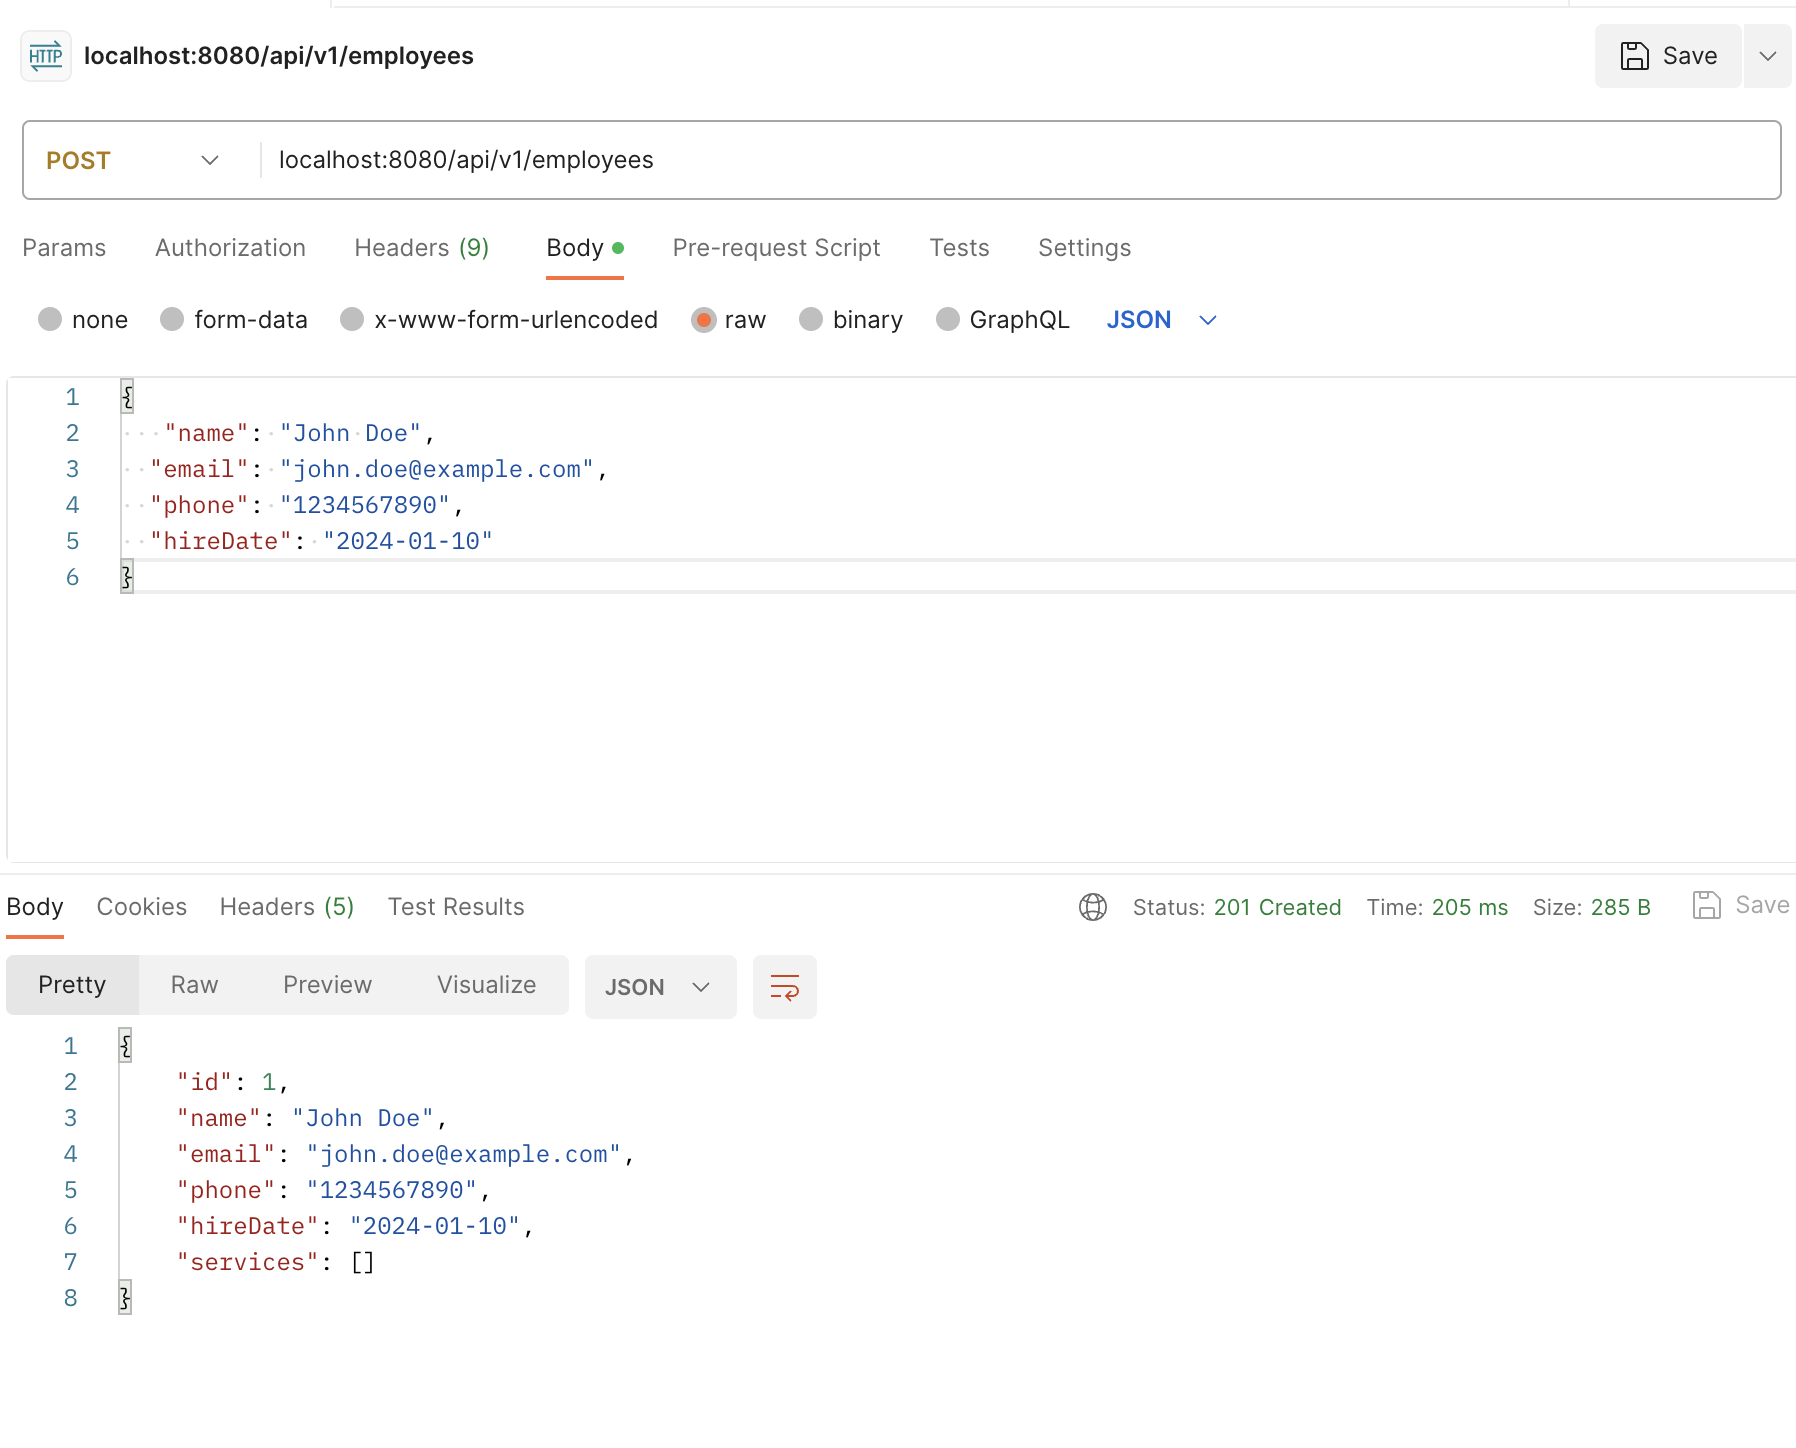 HTTP localhost:8080/api/v1/employees Save
POST localhost:8080/api/v1/employees
Params Authorization Headers (9) Body Pre-request Script Tests Settings
none form-data x-www-form-urlencoded raw binary GraphQL JSON
1 {
2 "name": "John Doe",
3 "email": "john.doe@example.com",
4 "phone": "1234567890",
5 "hireDate": "2024-01-10"
6 }
Body Cookies Headers (5) Test Results Status: 201 Created Time: 205 ms Size: 285 B Save
Pretty Raw Preview Visualize JSON
1 {
2 "id": 1,
3 "name": "John Doe",
4 "email": "john.doe@example.com",
5 "phone": "1234567890",
6 "hireDate": "2024-01-10",
7 "services": []
8 }